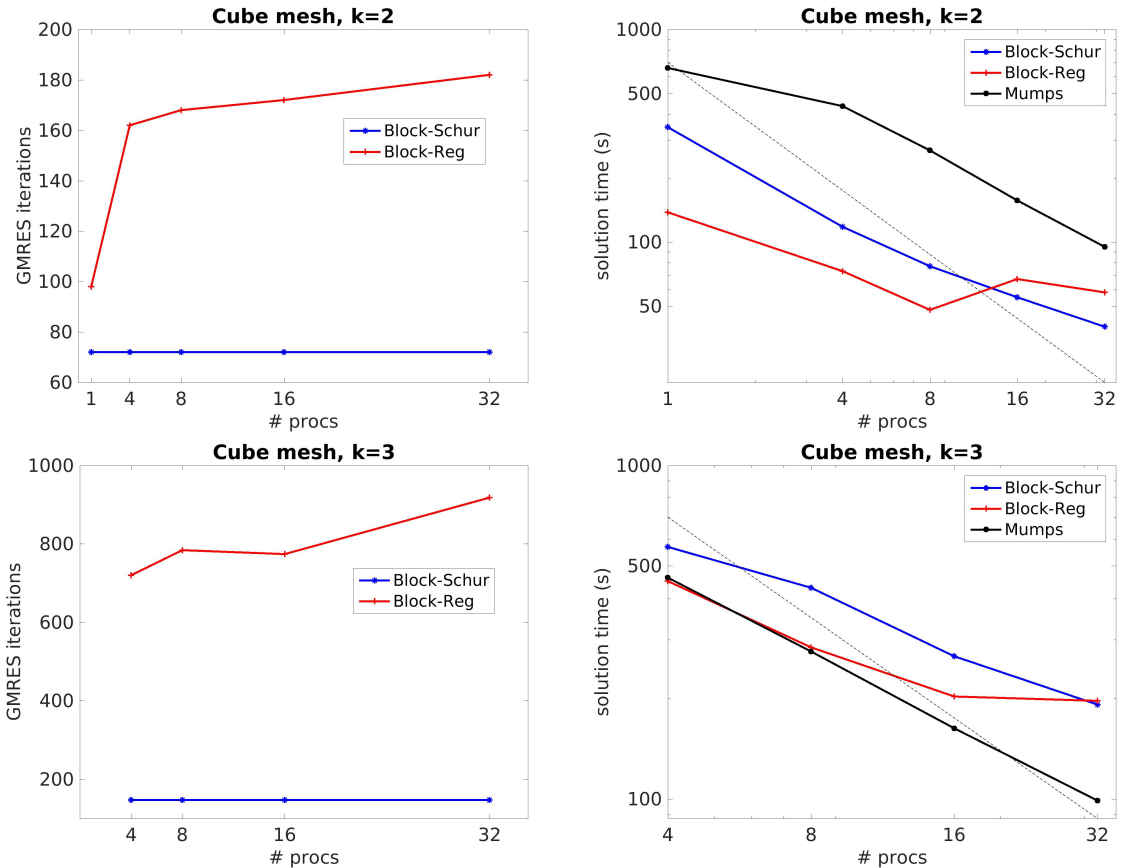 Cube mesh, k=2
200
180
160
140
120
100
80
60
GMRES iterations
Block-Schur
Block-Reg
1 4 8 16 32
# procs
Cube mesh, k=2
1000
500
100
50
solution time (s)
Block-Schur
Block-Reg
Mumps
1 4 8 16 32
# procs
Cube mesh, k=3
1000
800
600
400
200
GMRES iterations
Block-Schur
Block-Reg
4 8 16 32
# procs
Cube mesh, k=3
1000
500
100
solution time (s)
Block-Schur
Block-Reg
Mumps
4 8 16 32
# procs